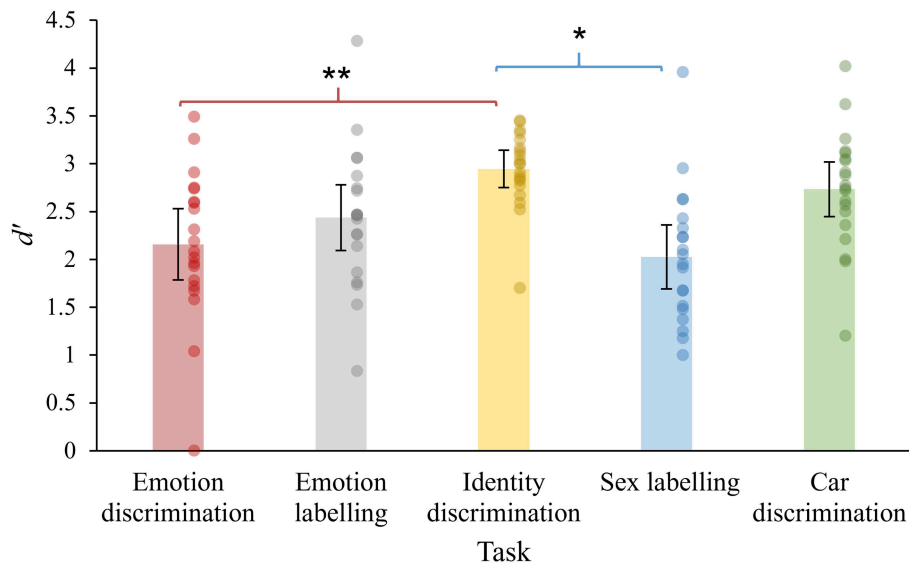 4.5
4
3.5
3
2.5
2
1.5
1
0.5
0
d'
**
*
Emotion discrimination
Emotion labelling
Identity discrimination
Sex labelling
Car discrimination
Task